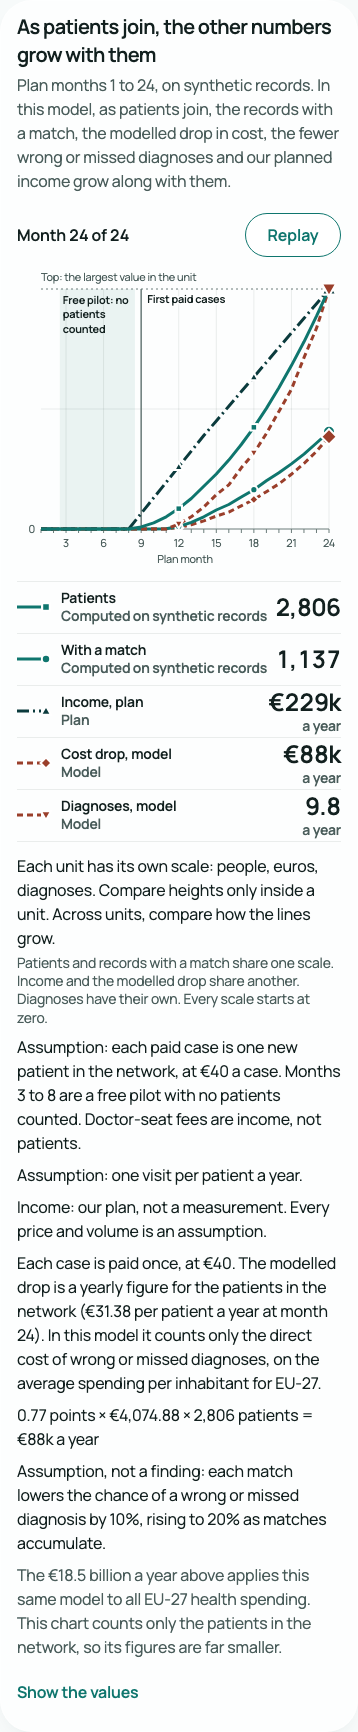 As patients join, the other numbers
grow with them
Plan months 1 to 24, on synthetic records. In
this model, as patients join, the records with
a match, the modelled drop in cost, the fewer
wrong or missed diagnoses and our planned
income grow along with them.
Month 24 of 24
Replay
Top: the largest value in the unit
Free pilot: no
patients
counted
First paid cases
0
3 6 9 12 15 18 21 24
Plan month
Patients
Computed on synthetic records
2,806
With a match
Computed on synthetic records
1,137
Income, plan
Plan
€229k
a year
Cost drop, model
Model
€88k
a year
Diagnoses, model
Model
9.8
a year
Each unit has its own scale: people, euros,
diagnoses. Compare heights only inside a
unit. Across units, compare how the lines
grow.
Patients and records with a match share one scale.
Income and the modelled drop share another.
Diagnoses have their own. Every scale starts at
zero.
Assumption: each paid case is one new
patient in the network, at €40 a case. Months
3 to 8 are a free pilot with no patients
counted. Doctor-seat fees are income, not
patients.
Assumption: one visit per patient a year.
Income: our plan, not a measurement. Every
price and volume is an assumption.
Each case is paid once, at €40. The modelled
drop is a yearly figure for the patients in the
network (€31.38 per patient a year at month
24). In this model it counts only the direct
cost of wrong or missed diagnoses, on the
average spending per inhabitant for EU-27.
0.77 points × €4,074.88 × 2,806 patients =
€88k a year
Assumption, not a finding: each match
lowers the chance of a wrong or missed
diagnosis by 10%, rising to 20% as matches
accumulate.
The €18.5 billion a year above applies this
same model to all EU-27 health spending.
This chart counts only the patients in the
network, so its figures are far smaller.
Show the values